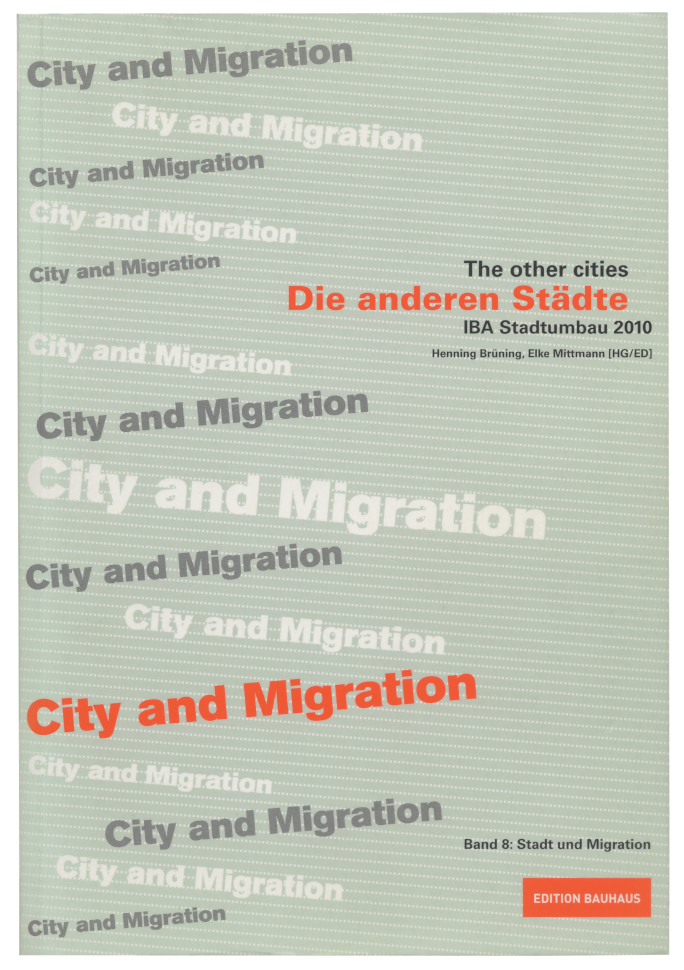 City and Migration
City and Migration
City and Migration
City and Migration
City and Migration
The other cities
Die anderen Städte
IBA Stadtumbau 2010
Henning Brüning, Elke Mittmann [HG/ED]
City and Migration
City and Migration
City and Migration
City and Migration
City and Migration
City and Migration
City and Migration
City and Migration
Band 8: Stadt und Migration
City and Migration
EDITION BAUHAUS
City and Migration